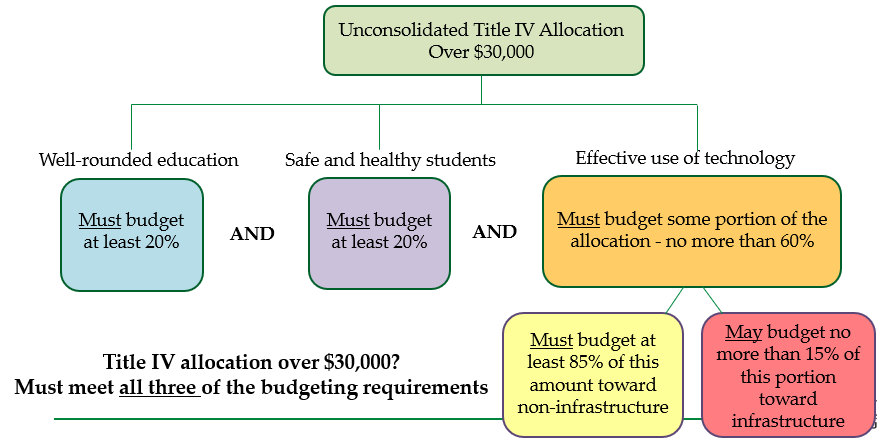 Unconsolidated Title IV Allocation
Over $30,000
Well-rounded education
Safe and healthy students
Effective use of technology
Must budget
at least 20%
AND
Must budget
at least 20%
AND
Must budget some portion of the
allocation - no more than 60%
Must budget at
least 85% of this
amount toward
non-infrastructure
May budget no
more than 15% of
this portion
toward
infrastructure
Title IV allocation over $30,000?
Must meet all three of the budgeting requirements